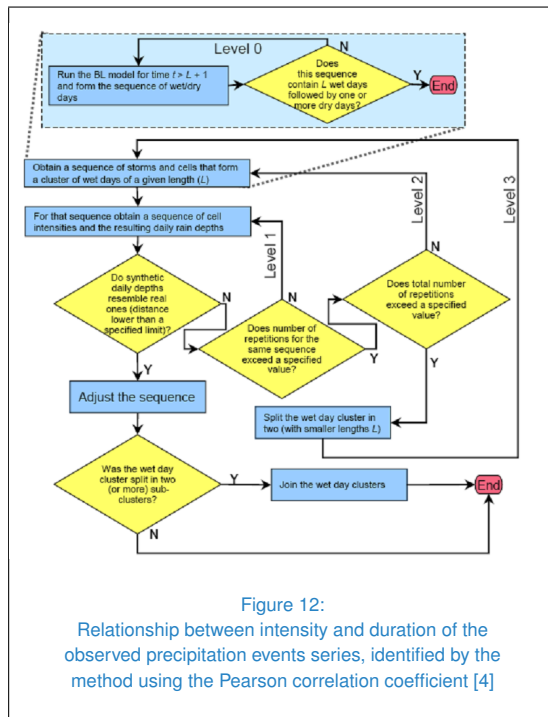 Level 0
N
Run the BL model for time t > L + 1
and form the sequence of wet/dry
days
Does
this sequence
contain L wet days
followed by one or
more dry days?
Y
End
Obtain a sequence of storms and cells that form
a cluster of wet days of a given length (L)
Level 2
Level 3
For that sequence obtain a sequence of cell
intensities and the resulting daily rain depths
Level 1
N
Do synthetic
daily depths
resemble real
ones (distance
lower than a
specified limit)?
N
N
Does number of
repetitions for the
same sequence
exceed a specified
value?
Y
Does total number
of repetitions
exceed a specified
value?
Y
Y
Adjust the sequence
Split the wet day cluster in
two (with smaller lengths L)
Was the wet day
cluster split in two
(or more) sub-
clusters?
Y
Join the wet day clusters
End
N
Figure 12:
Relationship between intensity and duration of the
observed precipitation events series, identified by the
method using the Pearson correlation coefficient [4]